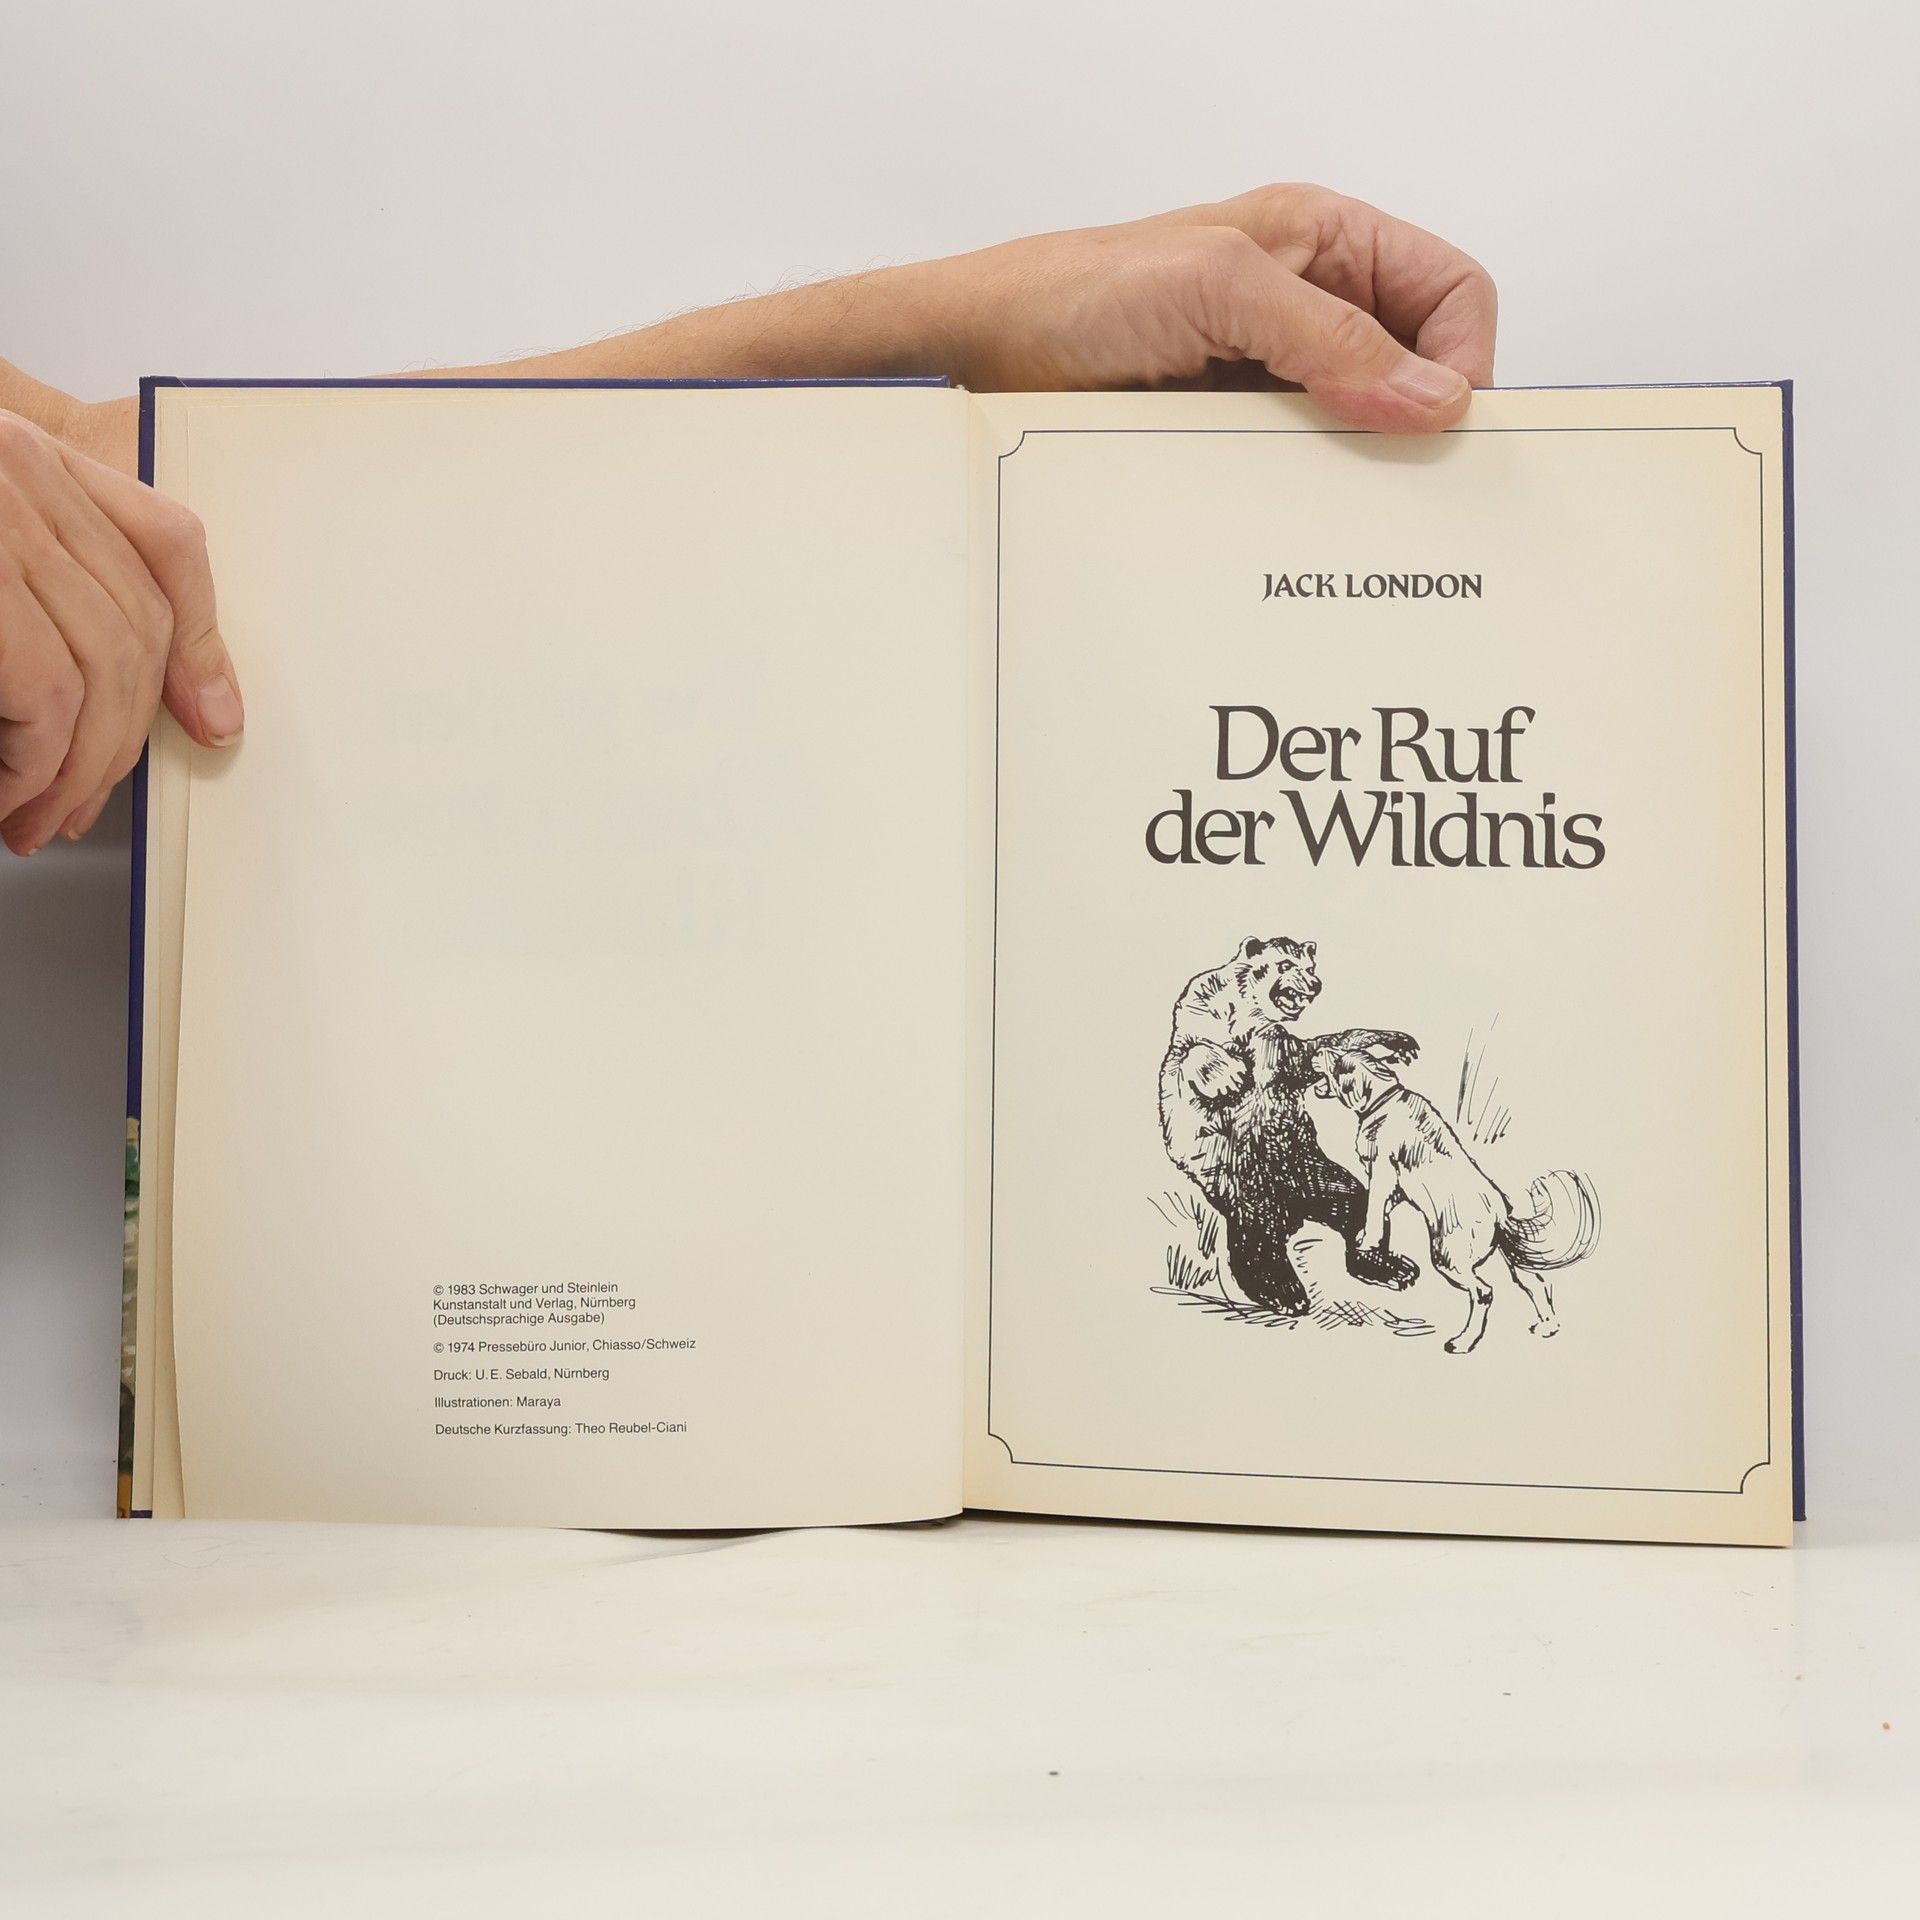 © 1983 Schwager und Steinlein
Kunstanstalt und Verlag, Nürnberg
(Deutschsprachige Ausgabe)
© 1974 Pressebüro Junior, Chiasso/Schweiz
Druck: U. E. Sebald, Nürnberg
Illustrationen: Maraya
Deutsche Kurzfassung: Theo Reubel-Ciani
JACK LONDON
Der Ruf
der Wildnis